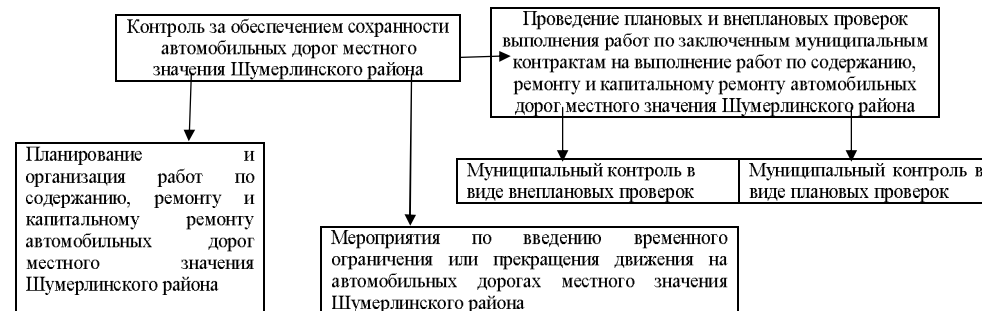 Контроль за обеспечением сохранности
автомобильных дорог местного
значения Шумерлинского района
Проведение плановых и внеплановых проверок
выполнения работ по заключенным муниципальным
контрактам на выполнение работ по содержанию,
ремонту и капитальному ремонту автомобильных
дорог местного значения Шумерлинского района
Планирование и
организация работ по
содержанию, ремонту и
капитальному ремонту
автомобильных дорог
местного значения
Шумерлинского района
Муниципальный контроль в
виде внеплановых проверок
Муниципальный контроль в
виде плановых проверок
Мероприятия по введению временного
ограничения или прекращения движения на
автомобильных дорогах местного значения
Шумерлинского района